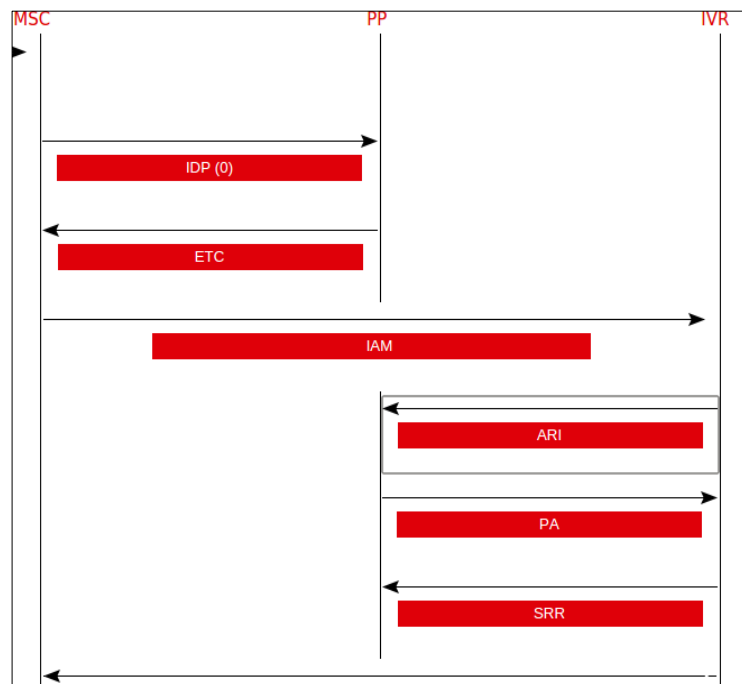 MSC PP IVR
IDP (0)
ETC
IAM
ARI
PA
SRR